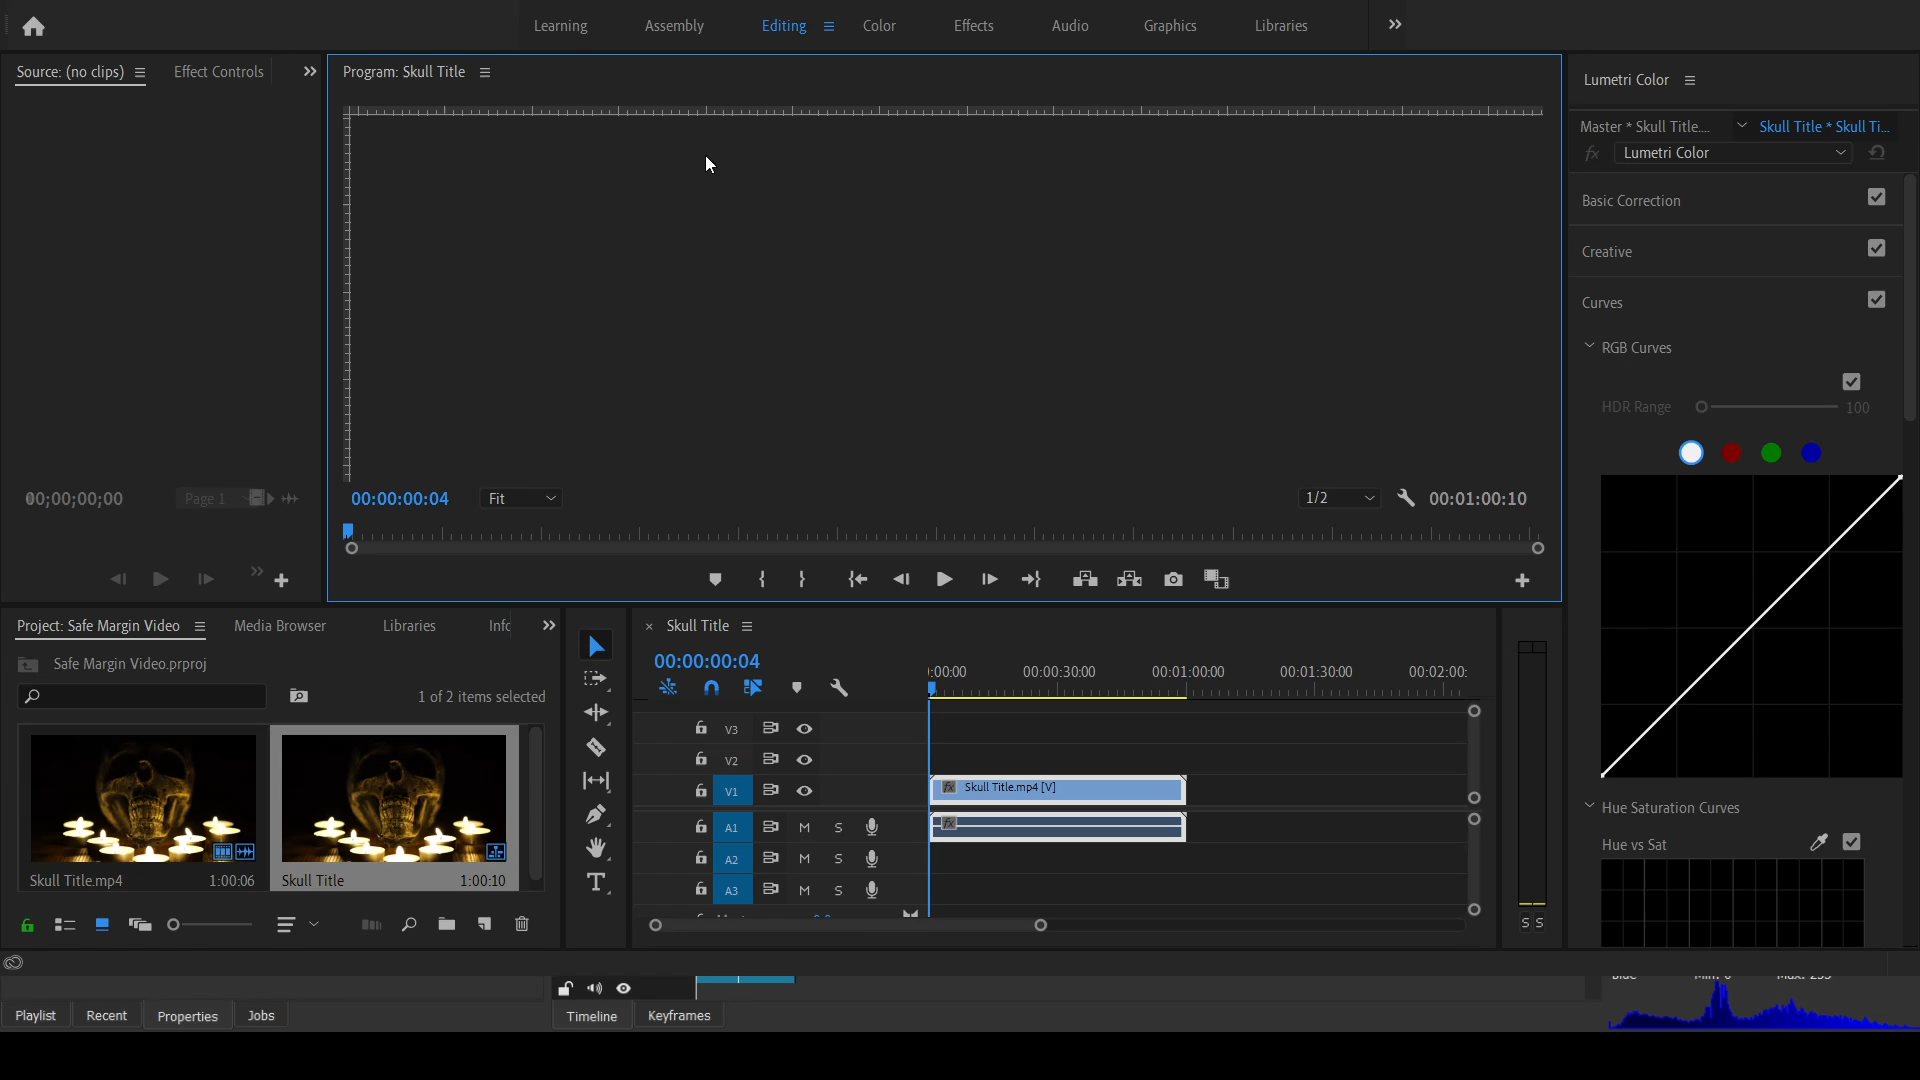 Learning Assembly Editing Color Effects Audio Graphics Libraries
Source: (no clips) Effect Controls
Program: Skull Title
Lumetri Color
Master * Skull Title.... Skull Title * Skull Ti...
fx Lumetri Color
Basic Correction
Creative
Curves
RGB Curves
HDR Range 100
00;00;00;00 Page 1
00:00:00:04 Fit 1/2 00:01:00:10
Project: Safe Margin Video Media Browser Libraries Info
Safe Margin Video.prproj
1 of 2 items selected
Skull Title.mp4 1:00:06
Skull Title 1:00:10
Skull Title
00:00:00:04
:00:00 00:00:30:00 00:01:00:00 00:01:30:00 00:02:00:
V3
V2
V1 fx Skull Title.mp4 [V]
A1 M S fx
A2 M S
A3 M S
S S
Hue Saturation Curves
Hue vs Sat
Playlist Recent Properties Jobs
Timeline Keyframes